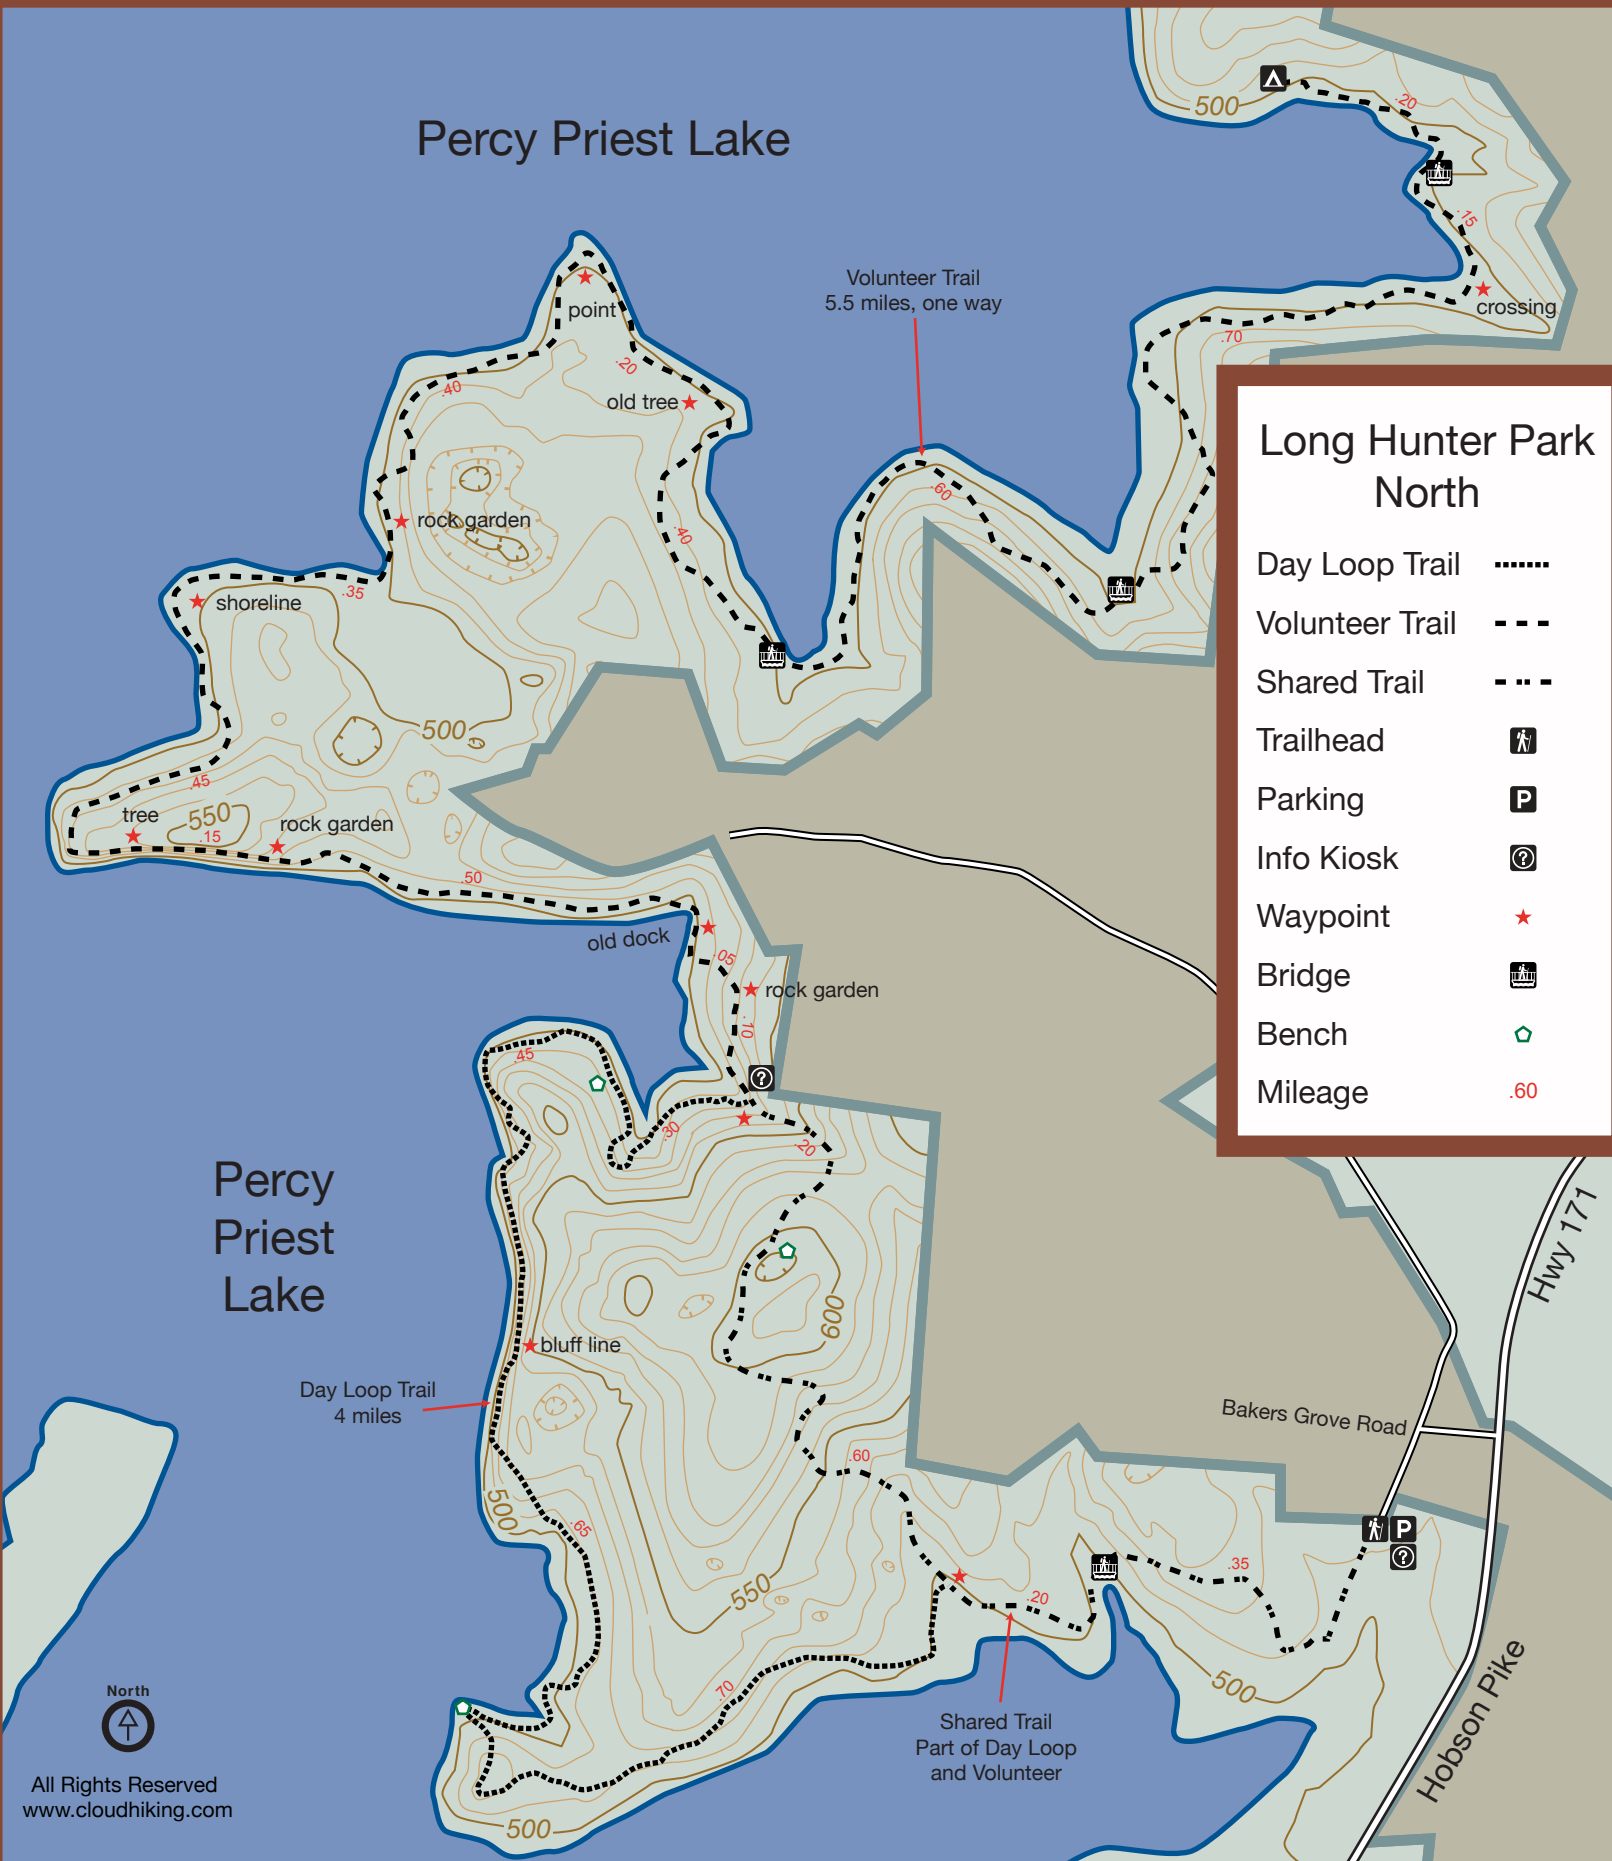 500
.20
Percy Priest Lake
.15
Volunteer Trail
5.5 miles, one way
crossing
point
.70
.20
.40
old tree
Long Hunter Park
North
.60
rock garden
.40
Day Loop Trail
.35
shoreline
Volunteer Trail
Shared Trail
500
Trailhead
.45
Parking
P
tree
550
.15
rock garden
Info Kiosk
?
.50
Waypoint
old dock
.05
Bridge
rock garden
.10
Bench
.45
?
Mileage
.60
.30
.20
Percy
Priest
Lake
Hwy 171
600
bluff line
Day Loop Trail
4 miles
Bakers Grove Road
.60
500
.65
P
?
.35
550
.20
500
.70
Hobson Pike
North
Shared Trail
Part of Day Loop
and Volunteer
All Rights Reserved
www.cloudhiking.com
500